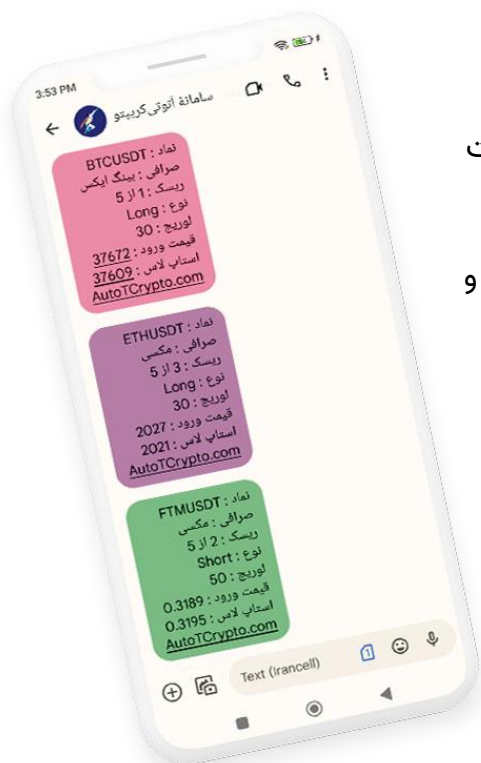 3:53 PM
سامانهٔ آتوتی‌کریپتو
نماد : BTCUSDT
صرافی : بینگ ایکس
ریسک : 1 از 5
نوع : Long
لوریج : 30
قیمت ورود : 37672
استاپ لاس : 37609
AutoTCrypto.com
نماد : ETHUSDT
صرافی : مکسی
ریسک : 3 از 5
نوع : Long
لوریج : 30
قیمت ورود : 2027
استاپ لاس : 2021
AutoTCrypto.com
نماد : FTMUSDT
صرافی : مکسی
ریسک : 2 از 5
نوع : Short
لوریج : 50
قیمت ورود : 0.3189
استاپ لاس : 0.3195
AutoTCrypto.com
Text (Irancell)
1
و